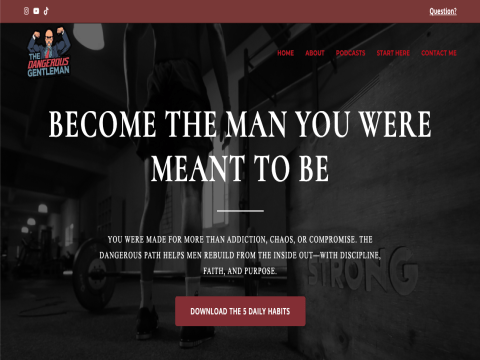 Question?
THE
DANGEROUS
GENTLEMAN
HOME
ABOUT
PODCASTS
START HERE
CONTACT ME
BECOME THE MAN YOU WERE
MEANT TO BE
YOU WERE MADE FOR MORE THAN ADDICTION, CHAOS, OR COMPROMISE. THE
DANGEROUS PATH HELPS MEN REBUILD FROM THE INSIDE OUT—WITH DISCIPLINE,
FAITH, AND PURPOSE.
STRONG
DOWNLOAD THE 5 DAILY HABITS